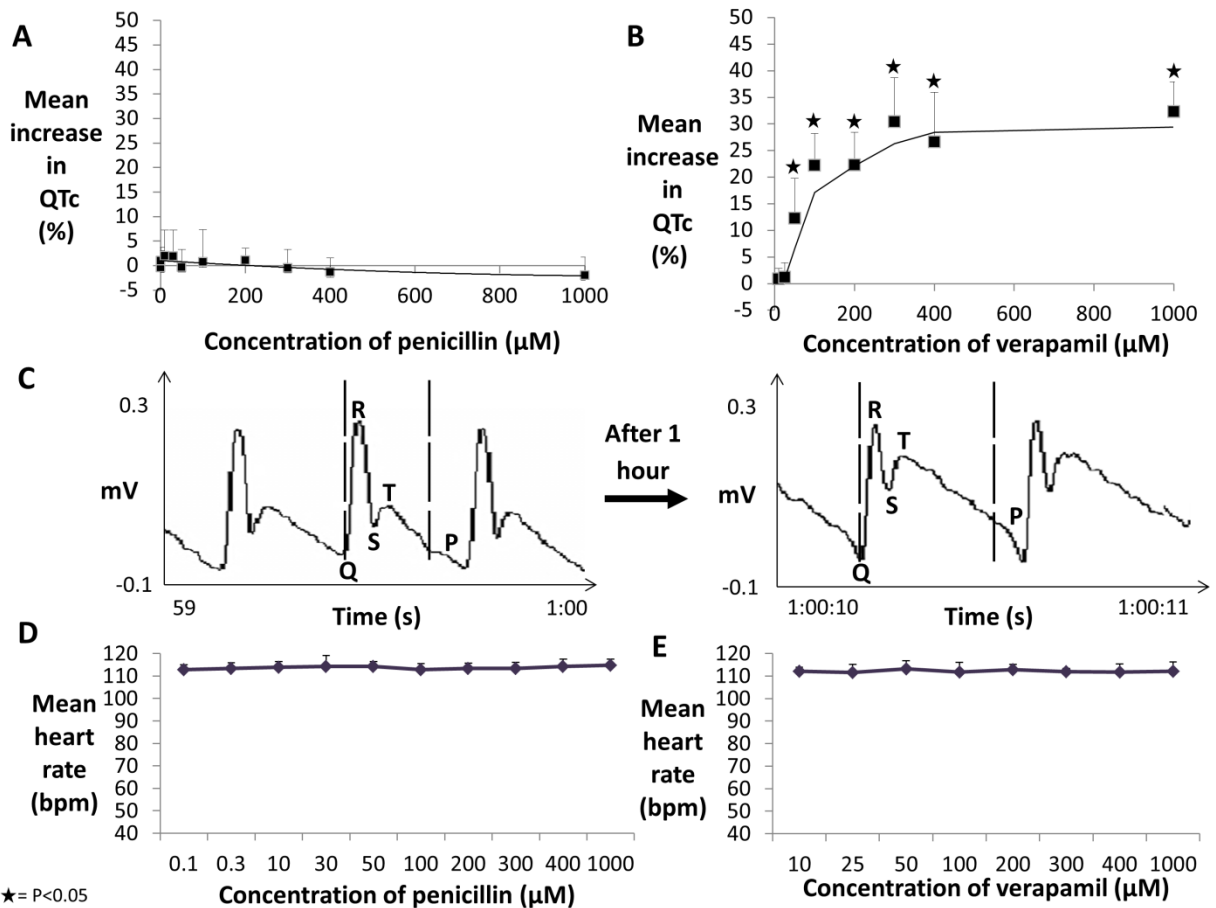 A
Mean
increase
in
QTc
(%)
50
45
40
35
30
25
20
15
10
5
0
-5
0 200 400 600 800 1000
Concentration of penicillin (µM)
B
Mean
increase
in
QTc
(%)
50
45
40
35
30
25
20
15
10
5
0
-5
0 200 400 600 800 1000
Concentration of verapamil (µM)
C
0.3
mV
-0.1
R
T
S
P
Q
59
Time (s)
1:00
After 1
hour
0.3
mV
-0.1
R
T
S
P
Q
1:00:10
Time (s)
1:00:11
D
Mean
heart
rate
(bpm)
120
110
100
90
80
70
60
50
40
0.1 0.3 10 30 50 100 200 300 400 1000
Concentration of penicillin (µM)
E
Mean
heart
rate
(bpm)
120
110
100
90
80
70
60
50
40
10 25 50 100 200 300 400 1000
Concentration of verapamil (µM)
★= P<0.05